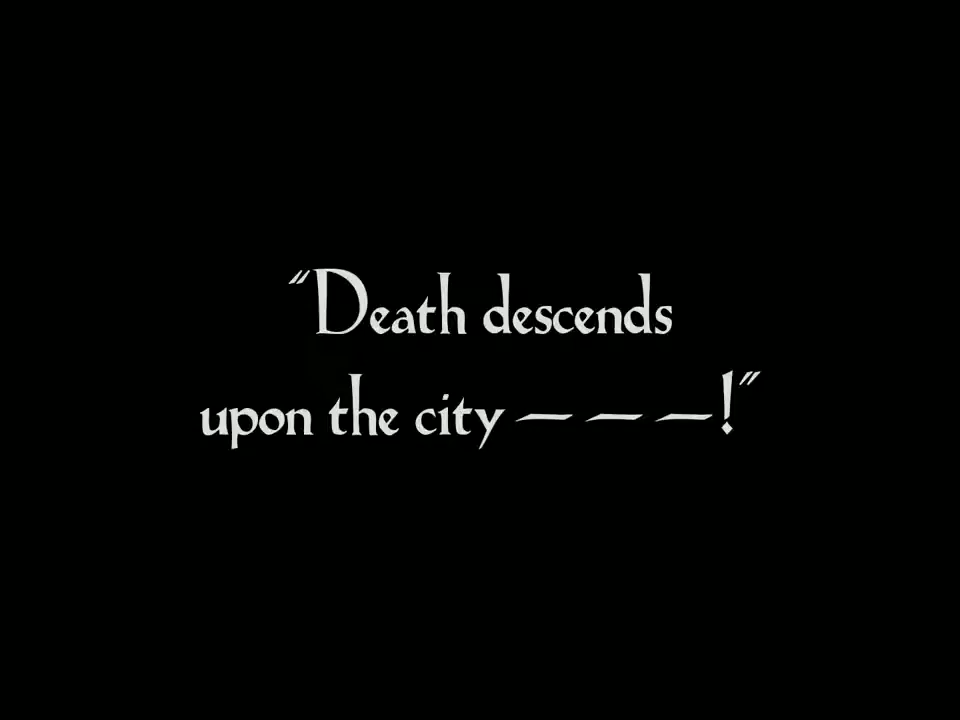 “Death descends
upon the city — — —!”